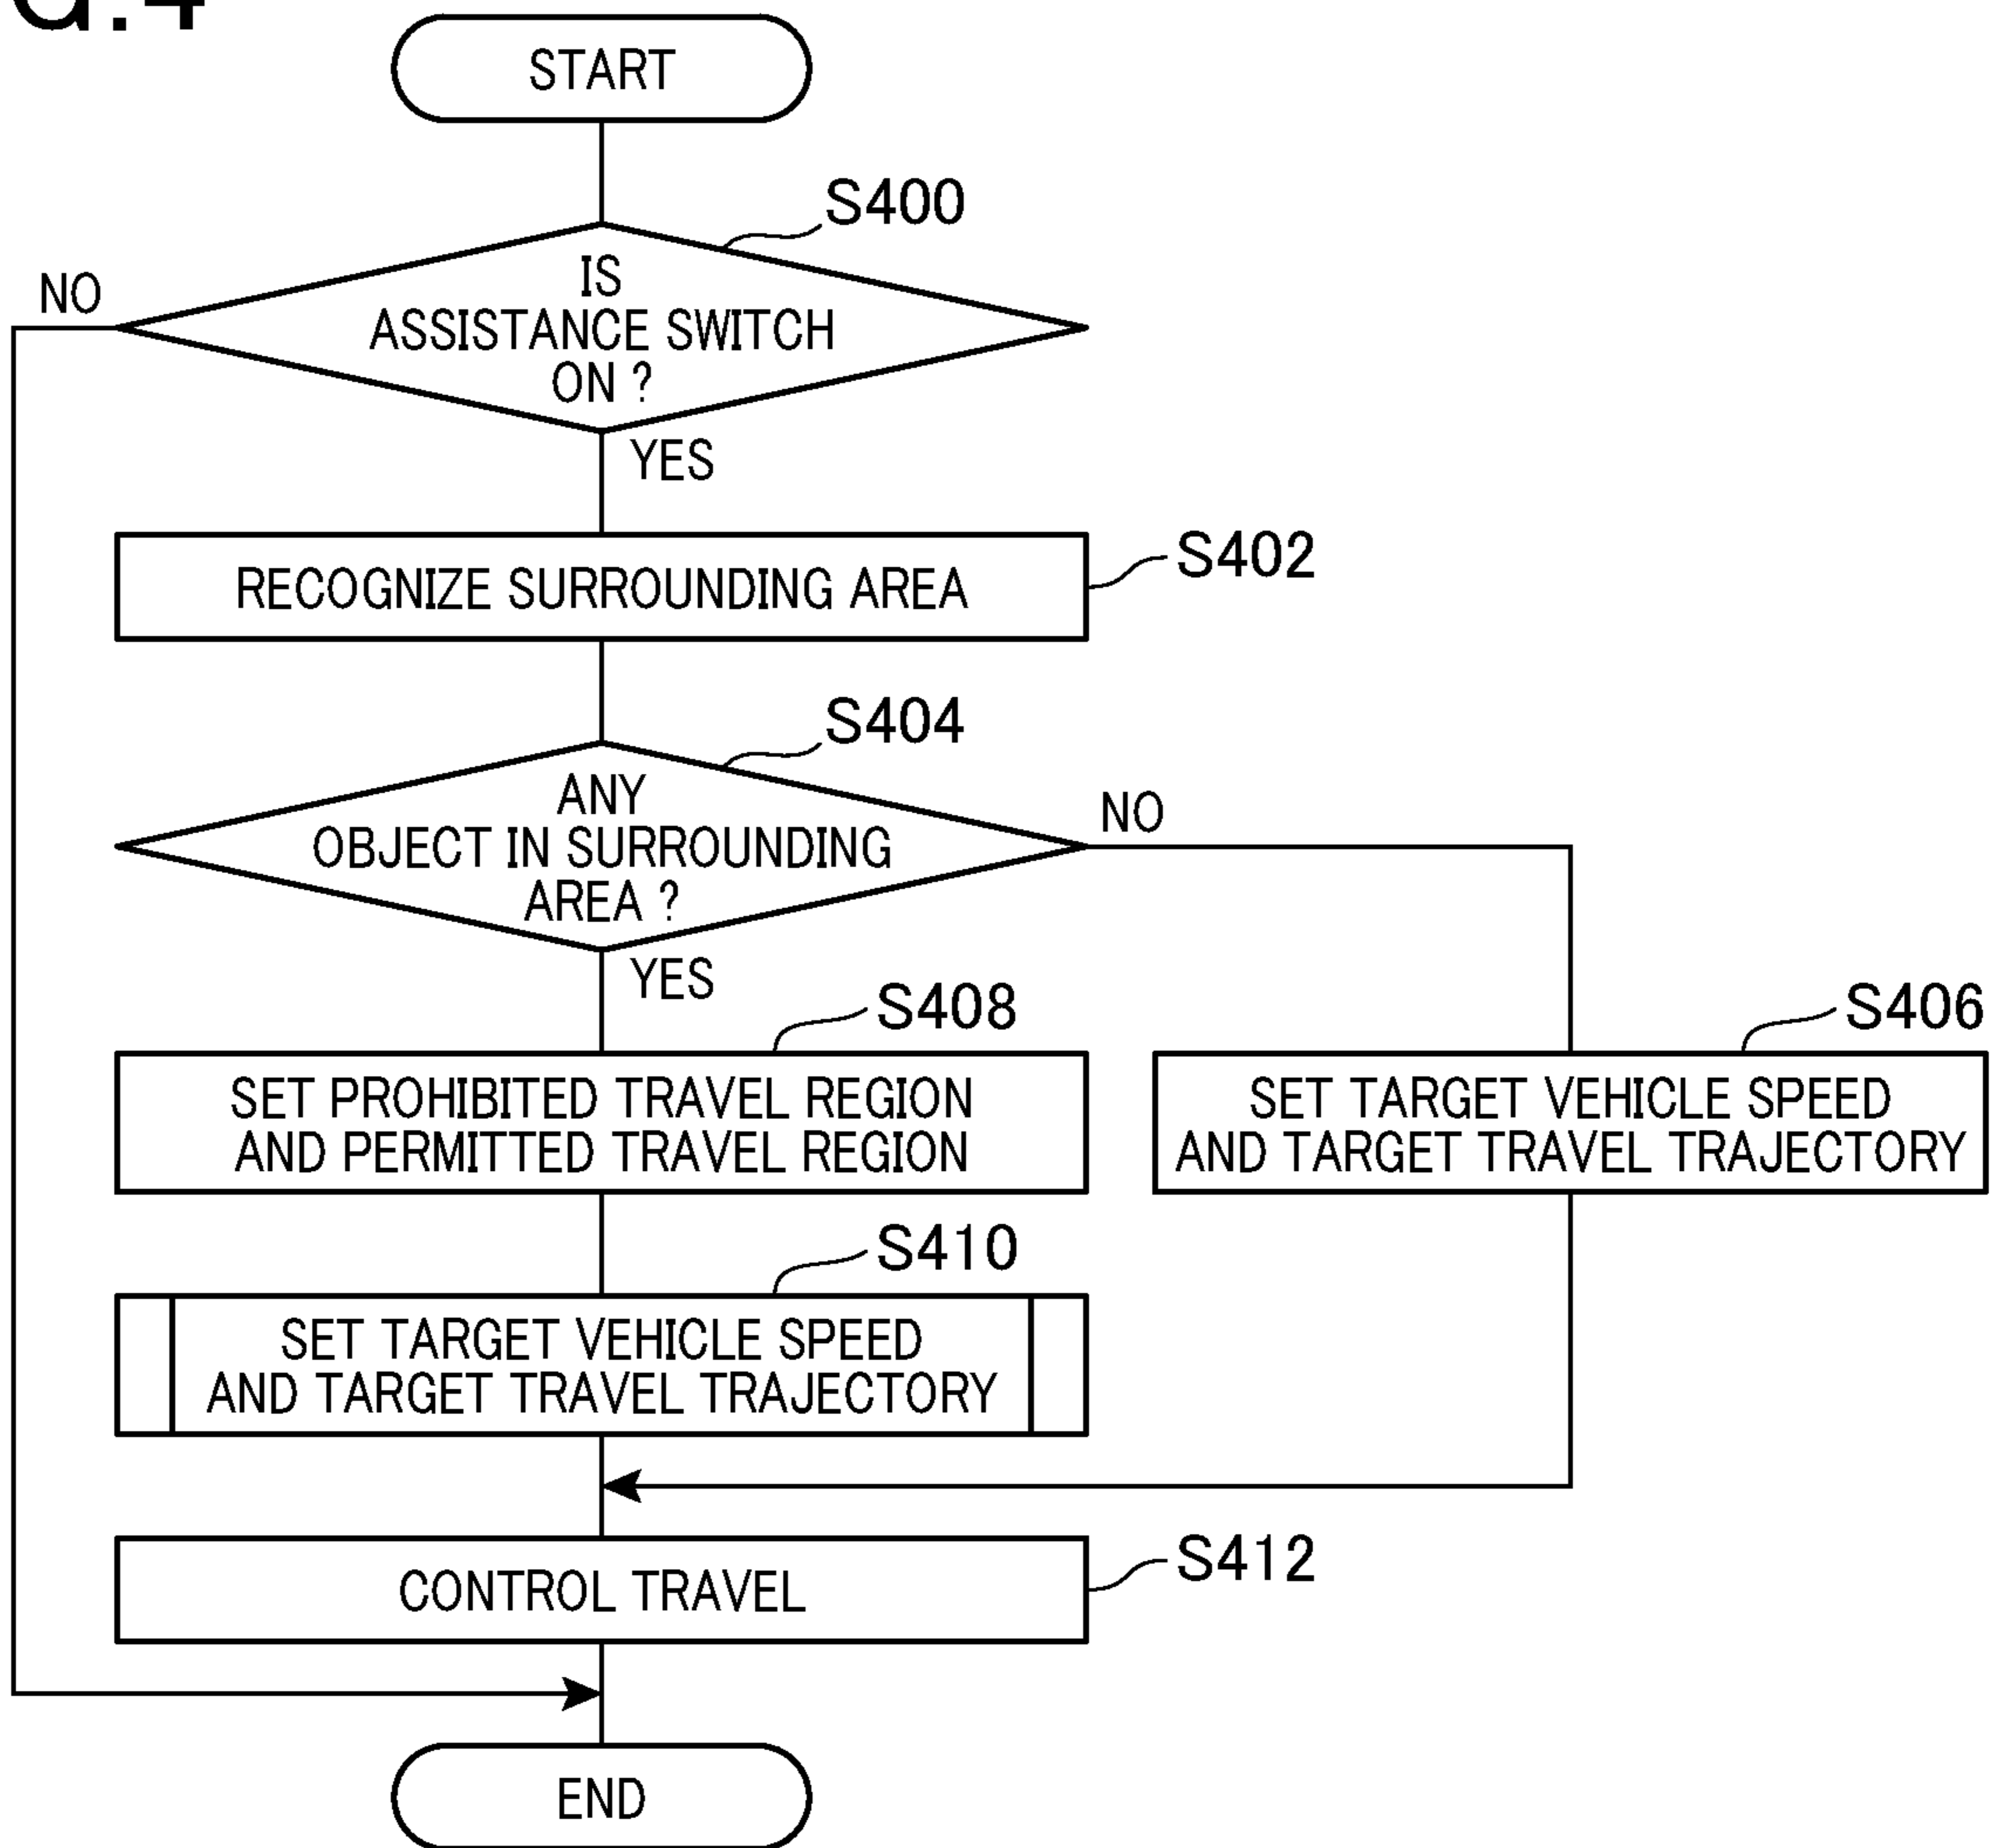 START
S400
IS
ASSISTANCE SWITCH
ON ?
NO
YES
S402
RECOGNIZE SURROUNDING AREA
S404
ANY
OBJECT IN SURROUNDING
AREA ?
NO
YES
S408
SET PROHIBITED TRAVEL REGION
AND PERMITTED TRAVEL REGION
S406
SET TARGET VEHICLE SPEED
AND TARGET TRAVEL TRAJECTORY
S410
SET TARGET VEHICLE SPEED
AND TARGET TRAVEL TRAJECTORY
S412
CONTROL TRAVEL
END